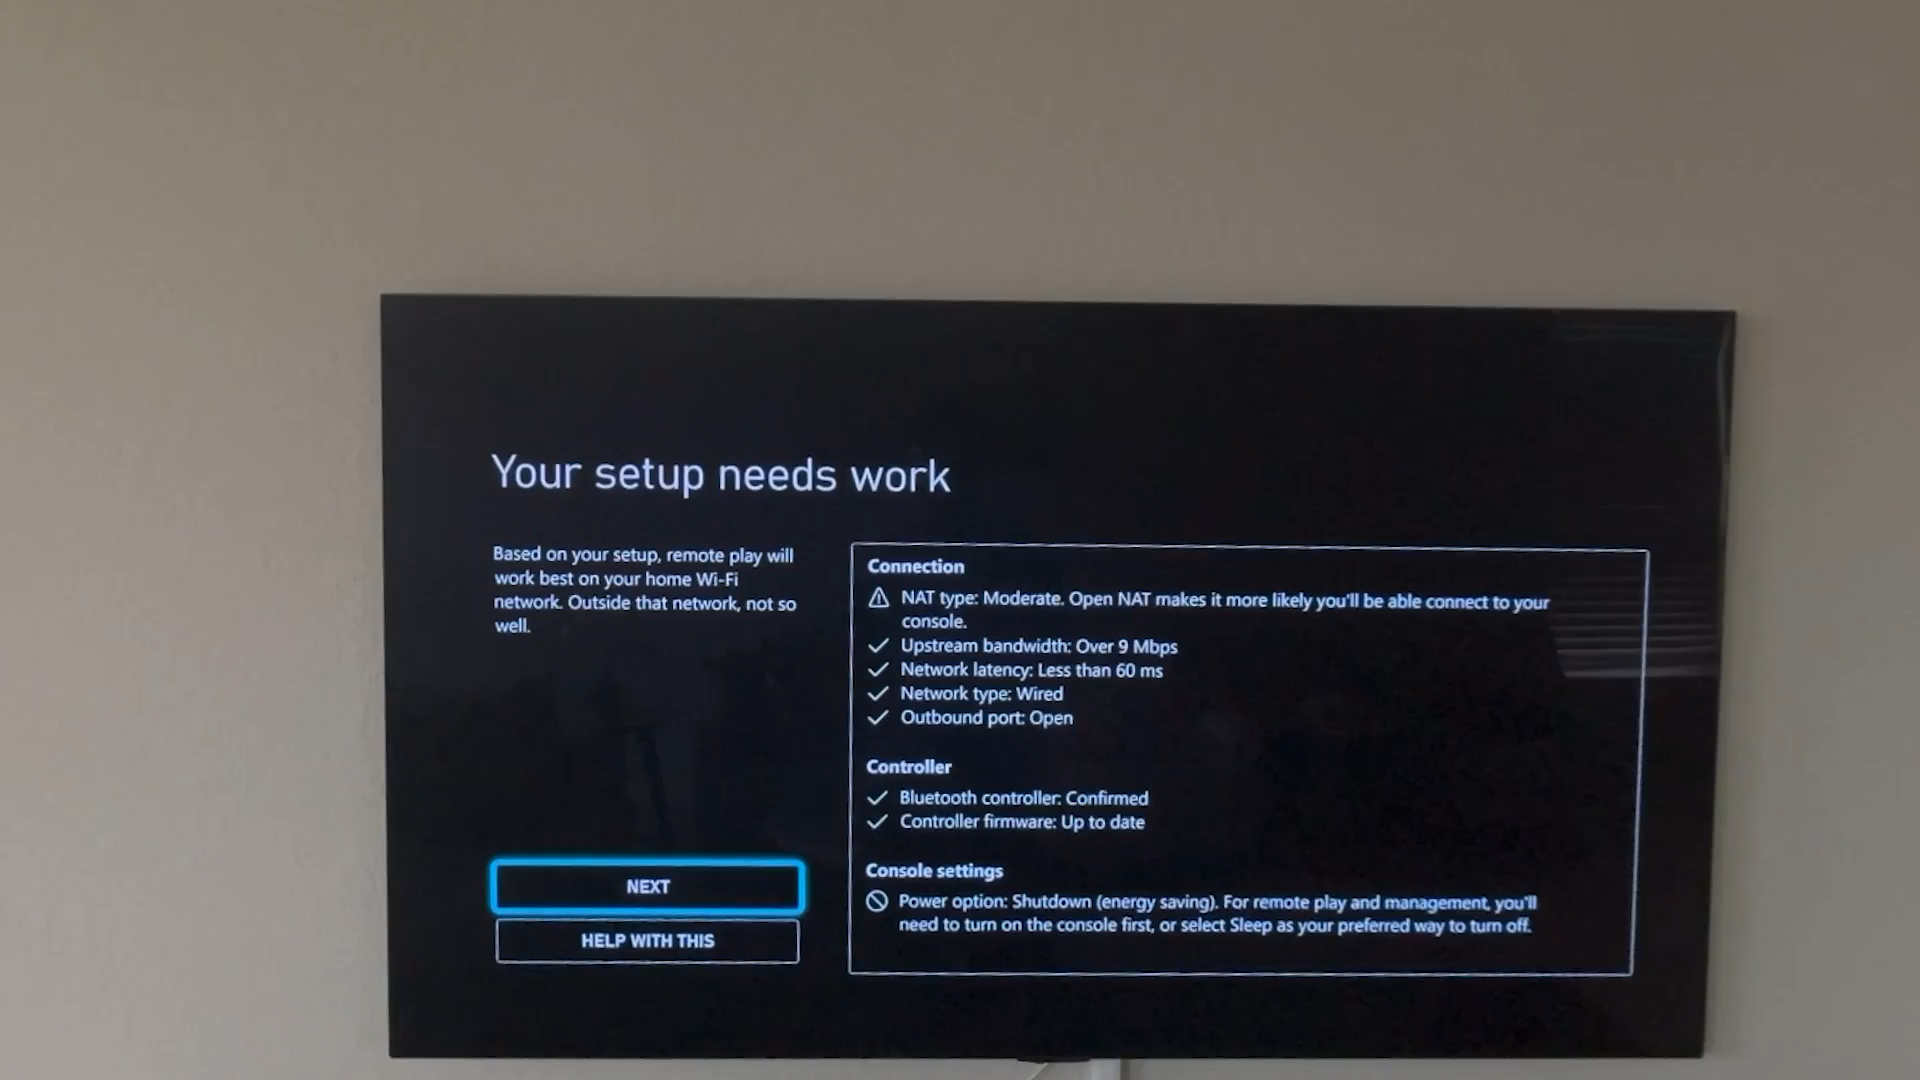 Your setup needs work
Based on your setup, remote play will
work best on your home Wi-Fi
network. Outside that network, not so
well.
NEXT
HELP WITH THIS
Connection
NAT type: Moderate. Open NAT makes it more likely you'll be able connect to your
console.
Upstream bandwidth: Over 9 Mbps
Network latency: Less than 60 ms
Network type: Wired
Outbound port: Open
Controller
Bluetooth controller: Confirmed
Controller firmware: Up to date
Console settings
Power option: Shutdown (energy saving). For remote play and management, you'll
need to turn on the console first, or select Sleep as your preferred way to turn off.